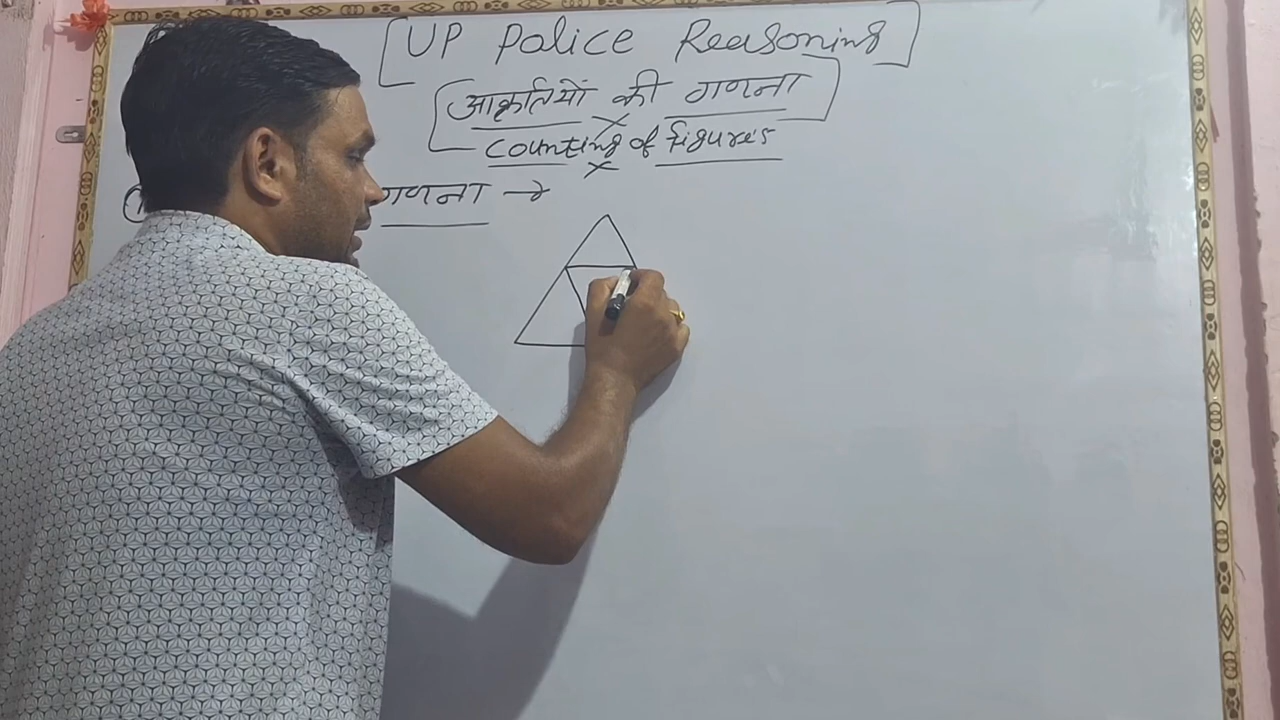 UP Police Reasoning
आकृतियों की गणना
counting of figures
गणना →